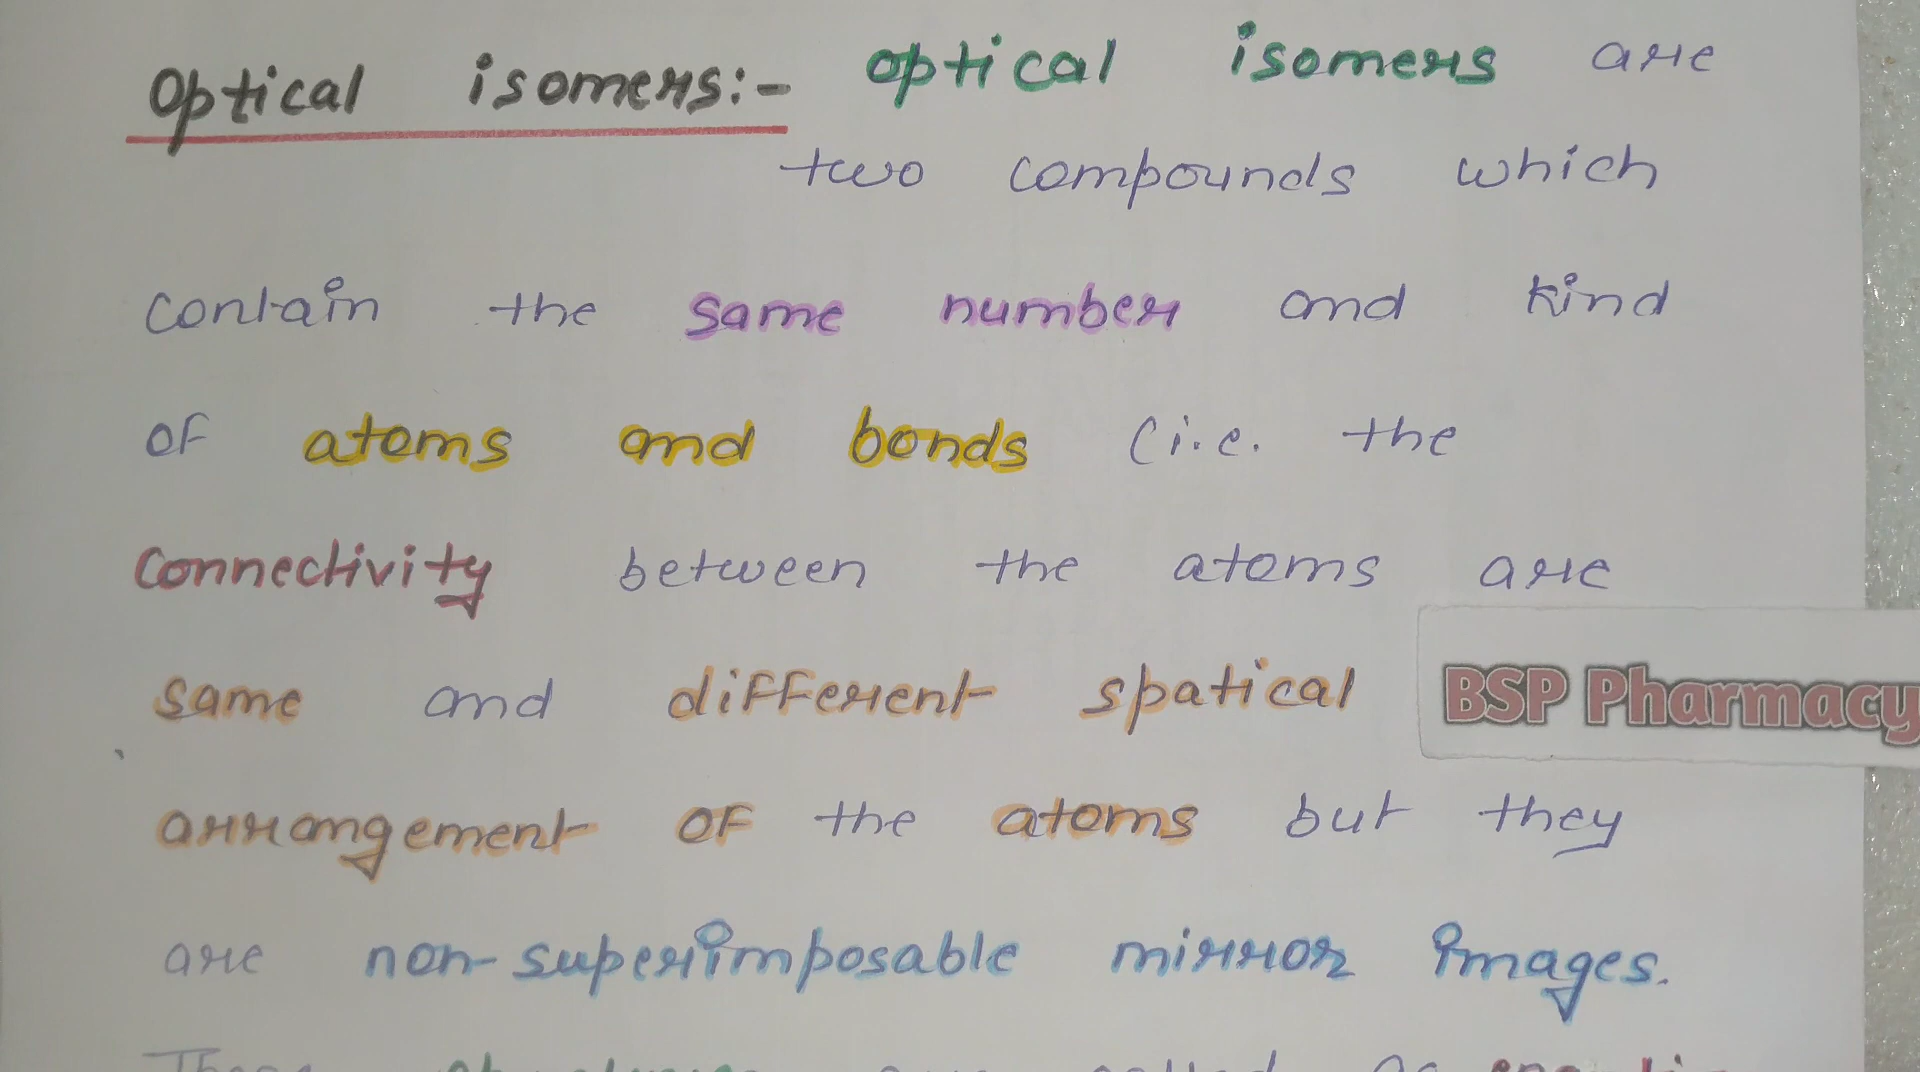 Optical isomers:- optical isomers are
two compounds which
contain the same number and kind
of atoms and bonds (i.e. the
connectivity between the atoms are
same and different spatical
BSP Pharmacy
arrangement of the atoms but they
are non-superimposable mirror images.